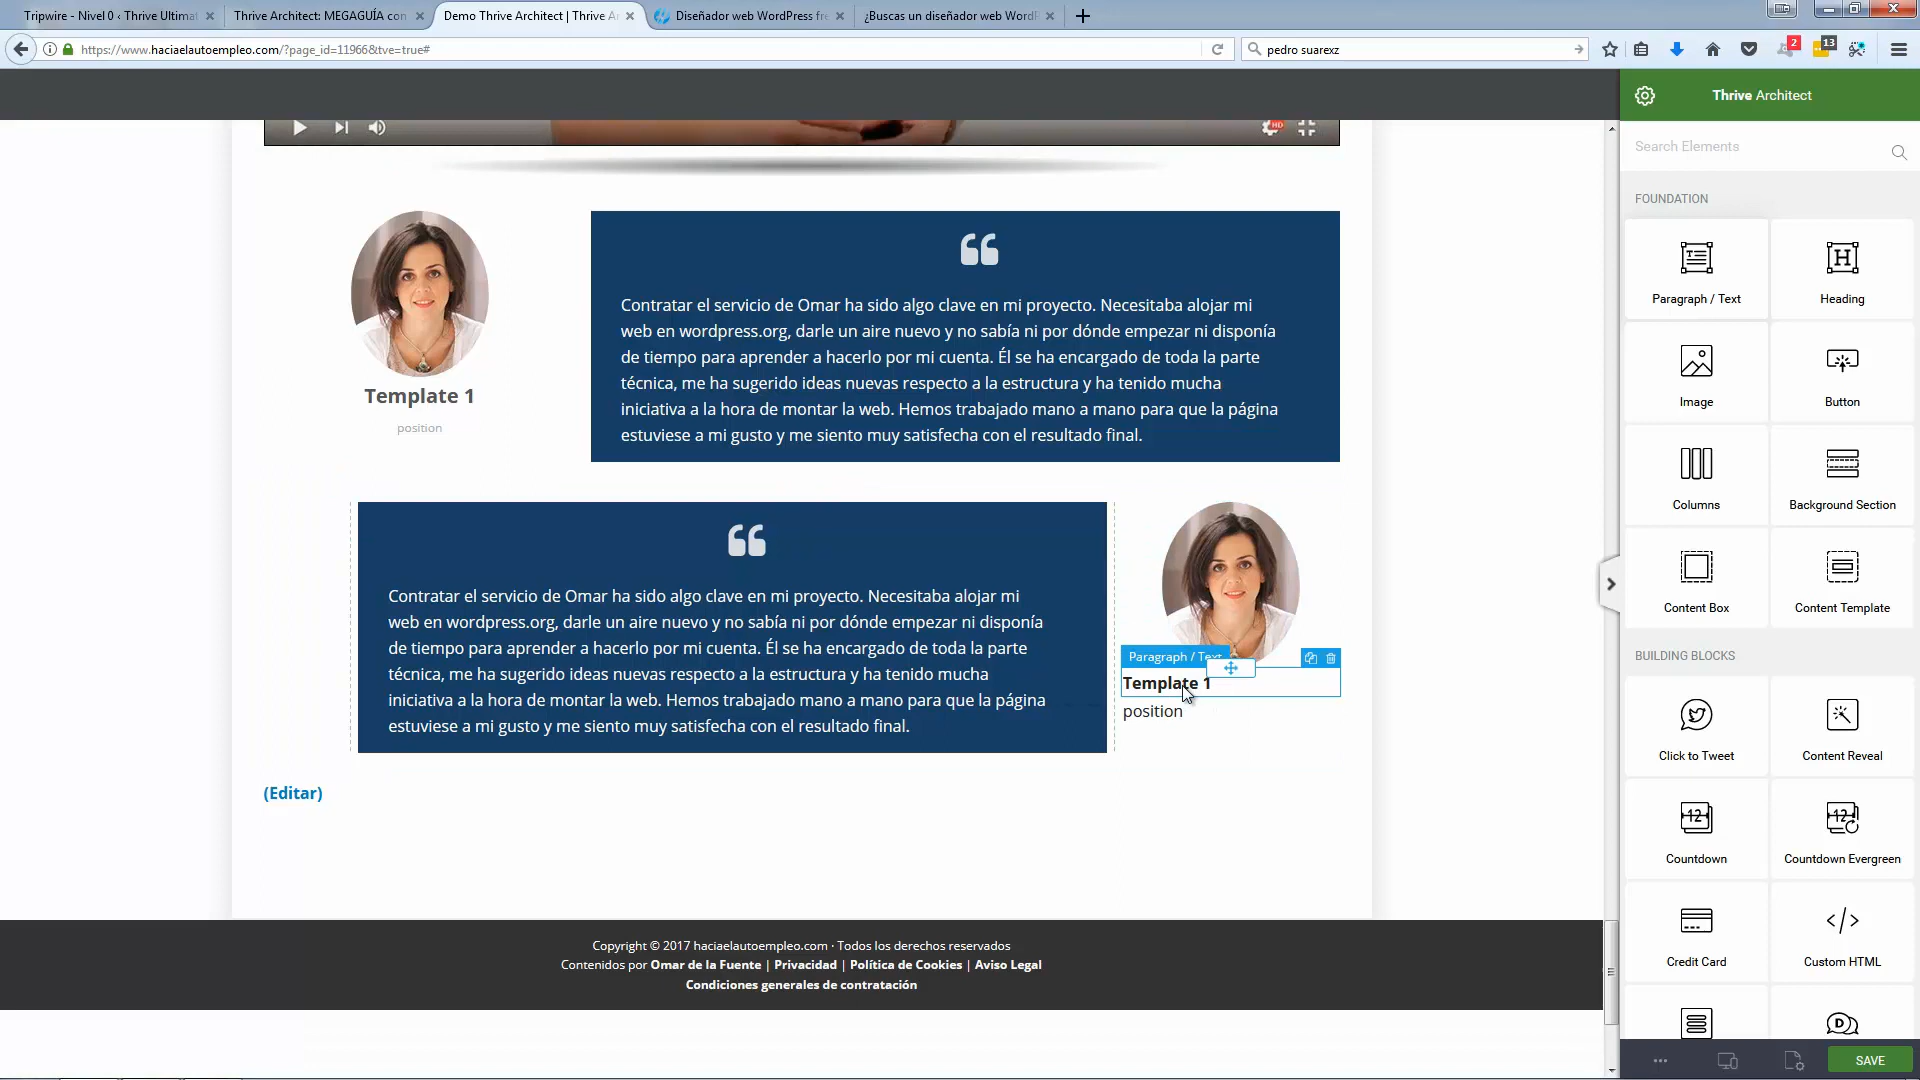 Tripwire - Nivel 0 ‹ Thrive Ultimat
Thrive Architect: MEGAGUÍA con
Demo Thrive Architect | Thrive Ar
Diseñador web WordPress fre
¿Buscas un diseñador web WordP
https://www.haciaelautoempleo.com/?page_id=11966&tve=true#
pedro suarexz
2
13
Thrive Architect
Search Elements
HD
FOUNDATION
Paragraph / Text
Heading
Image
Button
Columns
Background Section
Content Box
Content Template
BUILDING BLOCKS
Click to Tweet
Content Reveal
Countdown
Countdown Evergreen
Credit Card
Custom HTML
SAVE
Template 1
position
Contratar el servicio de Omar ha sido algo clave en mi proyecto. Necesitaba alojar mi
web en wordpress.org, darle un aire nuevo y no sabía ni por dónde empezar ni disponía
de tiempo para aprender a hacerlo por mi cuenta. Él se ha encargado de toda la parte
técnica, me ha sugerido ideas nuevas respecto a la estructura y ha tenido mucha
iniciativa a la hora de montar la web. Hemos trabajado mano a mano para que la página
estuviese a mi gusto y me siento muy satisfecha con el resultado final.
Contratar el servicio de Omar ha sido algo clave en mi proyecto. Necesitaba alojar mi
web en wordpress.org, darle un aire nuevo y no sabía ni por dónde empezar ni disponía
de tiempo para aprender a hacerlo por mi cuenta. Él se ha encargado de toda la parte
técnica, me ha sugerido ideas nuevas respecto a la estructura y ha tenido mucha
iniciativa a la hora de montar la web. Hemos trabajado mano a mano para que la página
estuviese a mi gusto y me siento muy satisfecha con el resultado final.
Paragraph / Text
Template 1
position
(Editar)
Copyright © 2017 haciaelautoempleo.com · Todos los derechos reservados
Contenidos por Omar de la Fuente | Privacidad | Política de Cookies | Aviso Legal
Condiciones generales de contratación